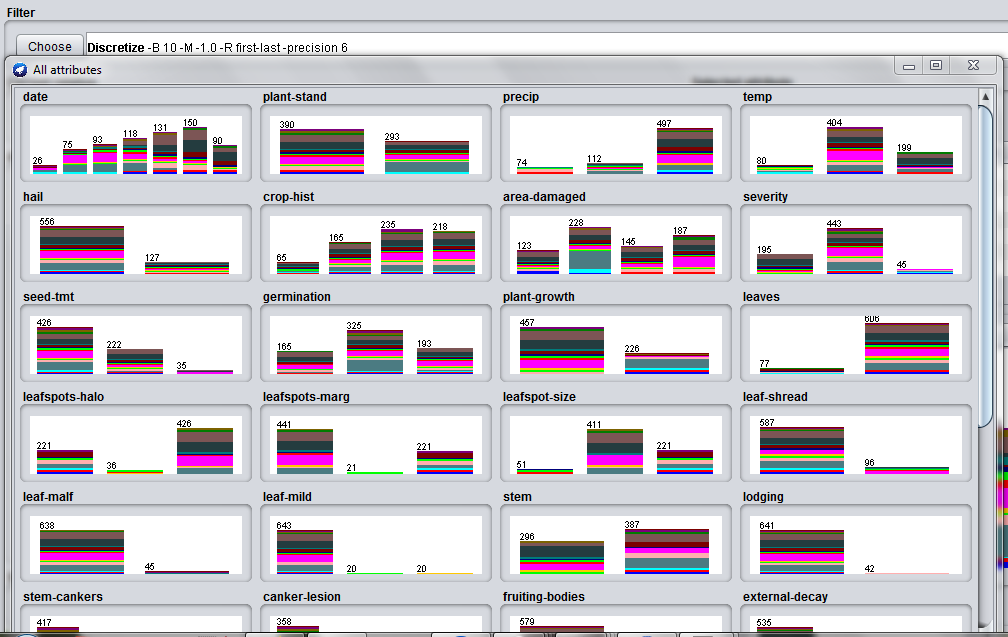 Filter
Choose Discretize -B 10 -M -1.0 -R first-last -precision 6
All attributes
date plant-stand precip temp
26 75 93 118 131 150 90 390 293 74 112 497 80 404 199
hail crop-hist area-damaged severity
556 127 65 165 235 218 123 228 145 187 195 443 45
seed-tmt germination plant-growth leaves
426 222 35 165 325 193 457 226 77 606
leafspots-halo leafspots-marg leafspot-size leaf-shread
221 36 426 441 21 221 51 411 221 587 96
leaf-malf leaf-mild stem lodging
638 45 643 20 20 296 387 641 42
stem-cankers canker-lesion fruiting-bodies external-decay
417 358 579 535